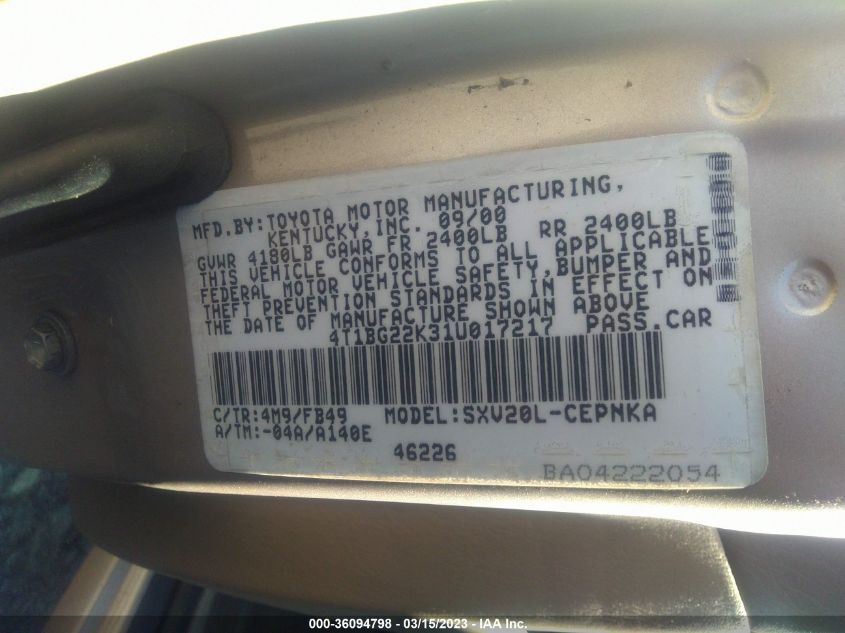 MFD.BY:TOYOTA MOTOR MANUFACTURING,
KENTUCKY,INC. 09/00
GVWR 4180LB GAWR FR 2400LB RR 2400LB
THIS VEHICLE CONFORMS TO ALL APPLICABLE
FEDERAL MOTOR VEHICLE SAFETY,BUMPER AND
THEFT PREVENTION STANDARDS IN EFFECT ON
THE DATE OF MANUFACTURE SHOWN ABOVE
4T1BG22K31U017217 PASS.CAR
C/TR:4M9/FB49 MODEL:SXV20L-CEPNKA
A/TM:-04A/A140E
46226
BA04222054
000-36094798 - 03/15/2023 - IAA Inc.